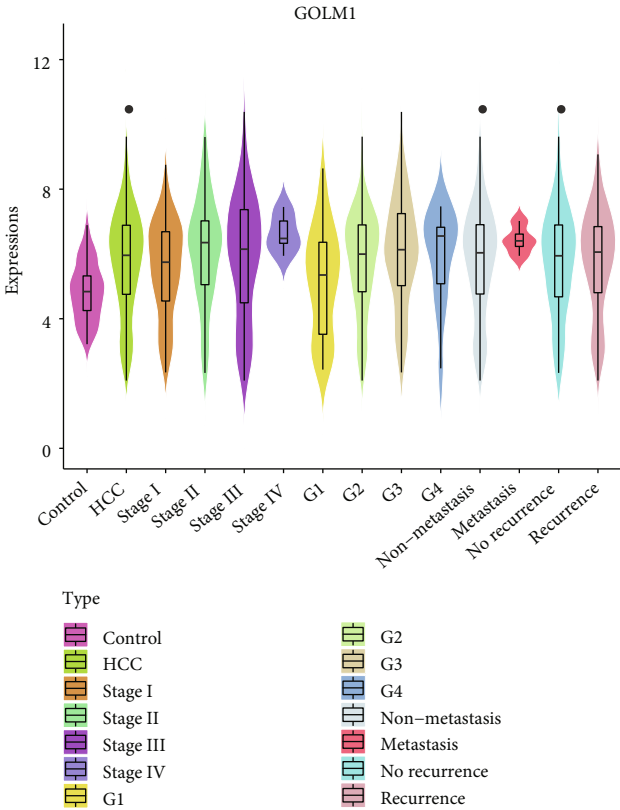 GOLM1
12
8
4
0
Expressions
Control
HCC
Stage I
Stage II
Stage III
Stage IV
G1
G2
G3
G4
Non−metastasis
Metastasis
No recurrence
Recurrence
Type
Control
HCC
Stage I
Stage II
Stage III
Stage IV
G1
G2
G3
G4
Non−metastasis
Metastasis
No recurrence
Recurrence